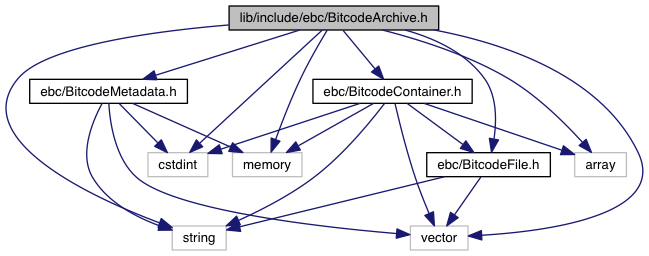 lib/include/ebc/BitcodeArchive.h
ebc/BitcodeMetadata.h
ebc/BitcodeContainer.h
cstdint
memory
ebc/BitcodeFile.h
array
string
vector